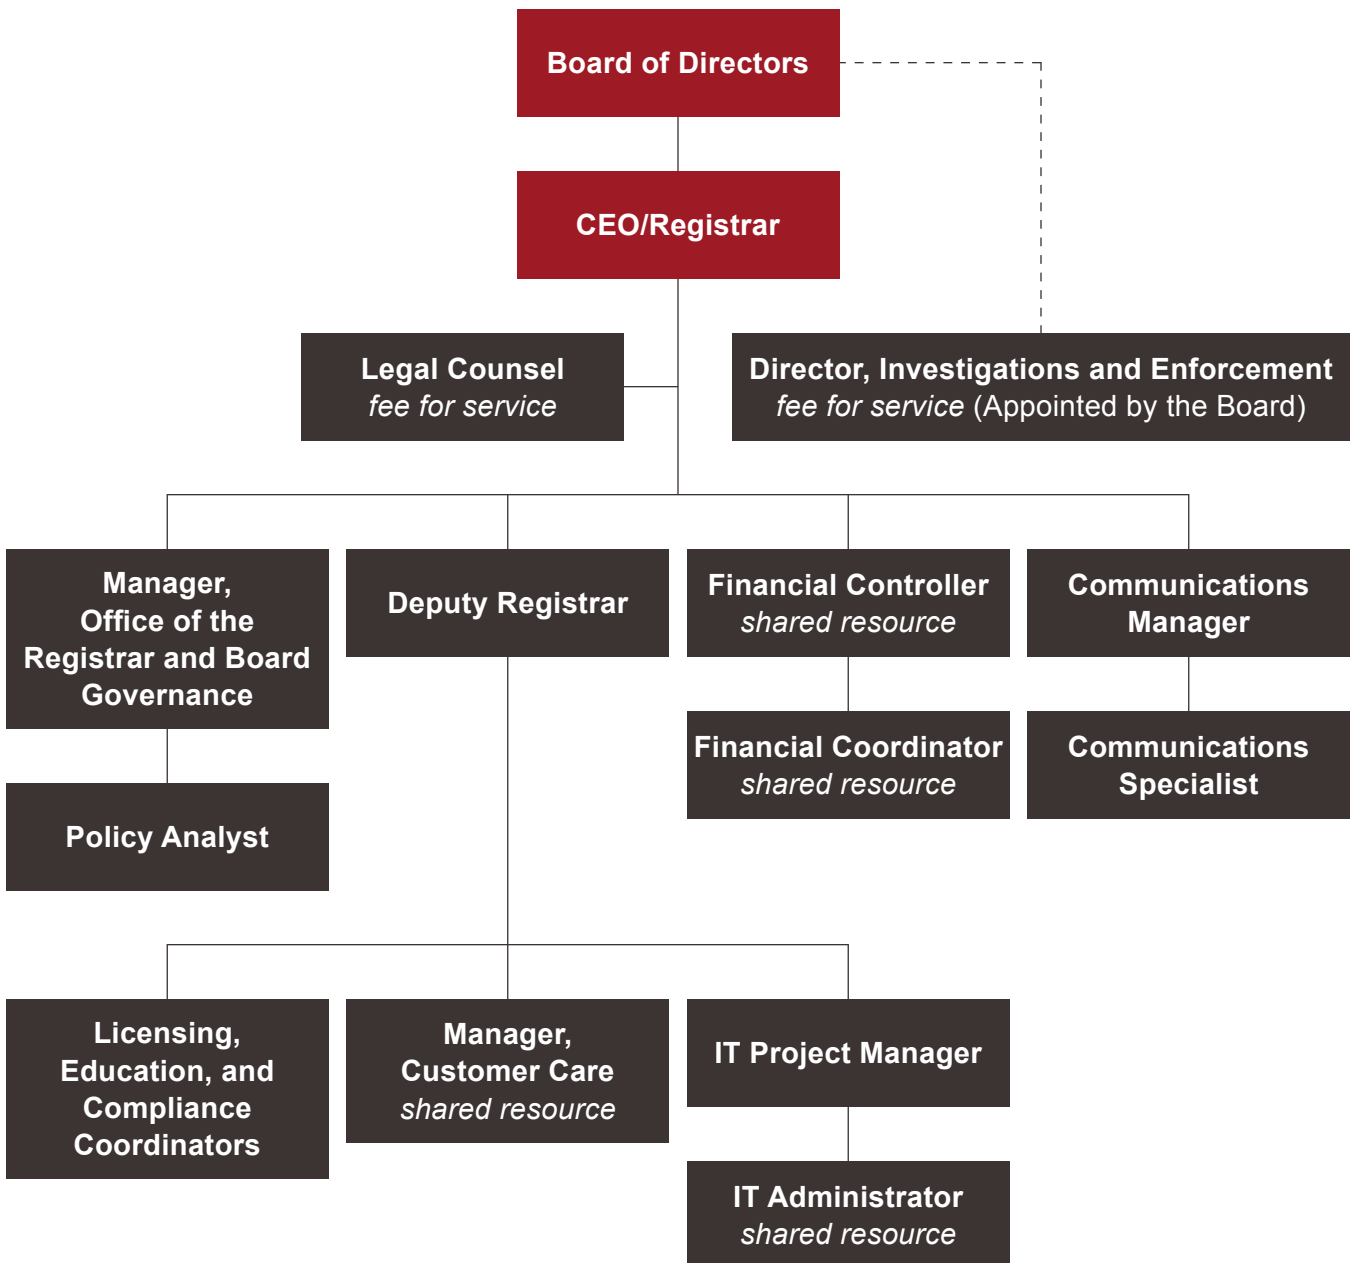 Board of Directors
CEO/Registrar
Legal Counsel
fee for service
Director, Investigations and Enforcement
fee for service (Appointed by the Board)
Manager,
Office of the
Registrar and Board
Governance
Deputy Registrar
Financial Controller
shared resource
Communications
Manager
Policy Analyst
Financial Coordinator
shared resource
Communications
Specialist
Licensing,
Education, and
Compliance
Coordinators
Manager,
Customer Care
shared resource
IT Project Manager
IT Administrator
shared resource